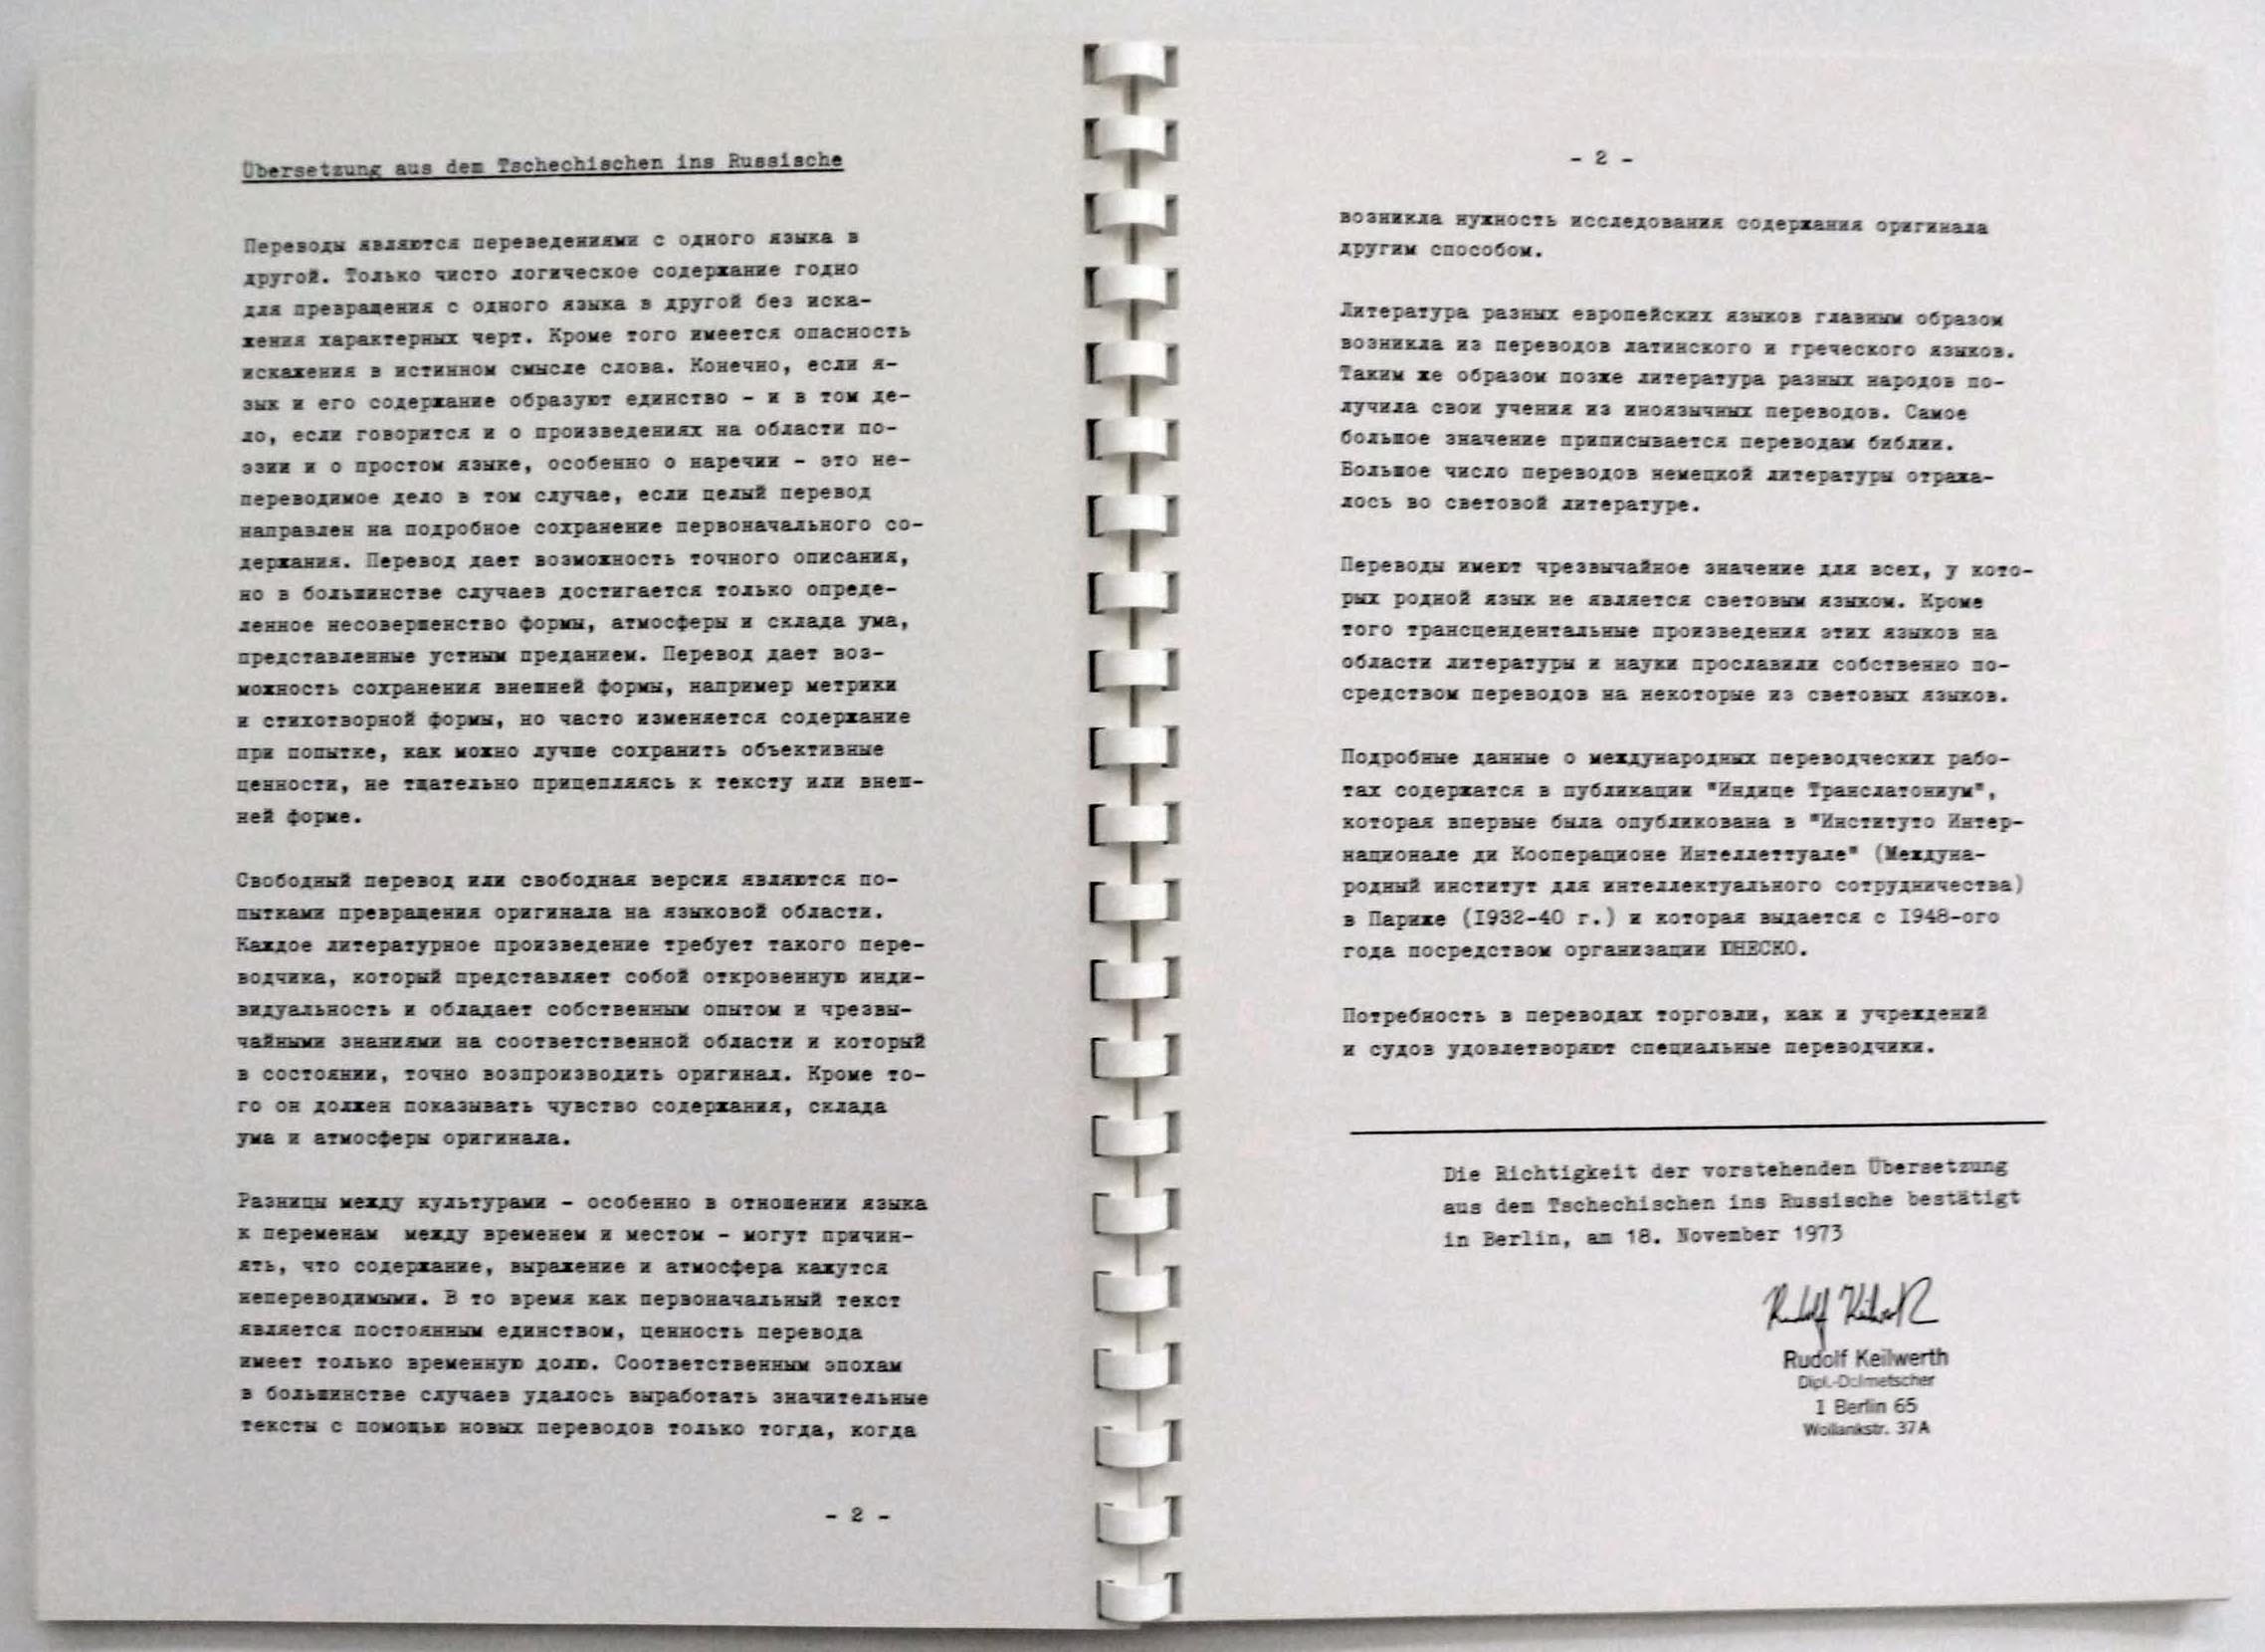 Übersetzung aus dem Tschechischen ins Russische
Переводы являются переведениями с одного языка в
другой. Только чисто логическое содержание годно
для превращения с одного языка в другой без иска-
жения характерных черт. Кроме того имеется опасность
искажения в истинном смысле слова. Конечно, если я-
зык и его содержание образуют единство - и в том де-
ло, если говорится и о произведениях на области по-
эзии и о простом языке, особенно о наречии - это не-
переводимое дело в том случае, если целый перевод
направлен на подробное сохранение первоначального со-
держания. Перевод дает возможность точного описания,
но в большинстве случаев достигается только опреде-
ленное несовершенство формы, атмосферы и склада ума,
представленные устным преданием. Перевод дает воз-
можность сохранения внешней формы, например метрики
и стихотворной формы, но часто изменяется содержание
при попытке, как можно лучше сохранить объективные
ценности, не тщательно прицепляясь к тексту или внеш-
ней форме.
Свободный перевод или свободная версия являются по-
пытками превращения оригинала на языковой области.
Каждое литературное произведение требует такого пере-
водчика, который представляет собой откровенную инди-
видуальность и обладает собственным опытом и чрезвы-
чайными знаниями на соответственной области и который
в состоянии, точно возпроизводить оригинал. Кроме то-
го он должен показывать чувство содержания, склада
ума и атмосферы оригинала.
Разницы между культурами - особенно в отношении языка
к переменам между временем и местом - могут причин-
ять, что содержание, выражение и атмосфера кажутся
непереводимыми. В то время как первоначальный текст
является постоянным единством, ценность перевода
имеет только временную долю. Соответственным эпохам
в большинстве случаев удалось выработать значительные
тексты с помощью новых переводов только тогда, когда
- 2 -
- 2 -
возникла нужность исследования содержания оригинала
другим способом.
Литература разных европейских языков главным образом
возникла из переводов латинского и греческого языков.
Таким же образом позже литература разных народов по-
лучила свои учения из иноязычных переводов. Самое
большое значение приписывается переводам библии.
Большое число переводов немецкой литературы отража-
лось во световой литературе.
Переводы имеют чрезвычайное значение для всех, у кото-
рых родной язык не является световым языком. Кроме
того трансцендентальные произведения этих языков на
области литературы и науки прославили собственно по-
средством переводов на некоторые из световых языков.
Подробные данные о международных переводческих рабо-
тах содержатся в публикации "Индице Транслатониум",
которая впервые была опубликована в "Институто Интер-
национале ди Кооперационе Интеллеттуале" (Междуна-
родный институт для интеллектуального сотрудничества)
в Париже (I932-40 г.) и которая выдается с I948-ого
года посредством организации ЮНЕСКО.
Потребность в переводах торговли, как и учреждений
и судов удовлетворяют специальные переводчики.
Die Richtigkeit der vorstehenden Übersetzung
aus dem Tschechischen ins Russische bestätigt
in Berlin, am 18. November 1973
Rudolf Keilwerth
Dipl.-Dolmetscher
1 Berlin 65
Wollankstr. 37A